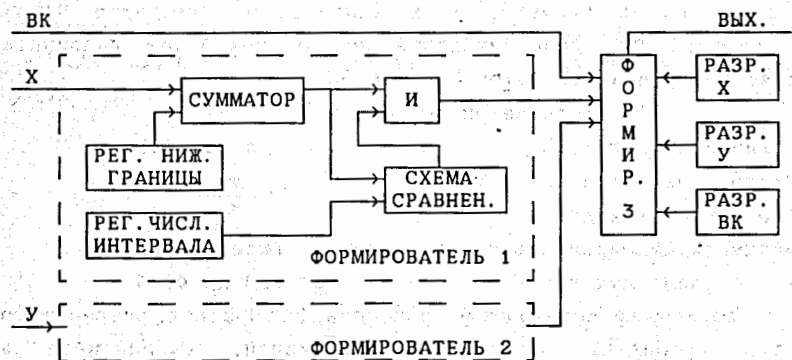 ВК
ВЫХ.
Х
СУММАТОР
И
ФОРМИР. 3
РАЗР.
Х
РЕГ. НИЖ.
ГРАНИЦЫ
РАЗР.
У
СХЕМА
СРАВНЕН.
РЕГ.ЧИСЛ.
ИНТЕРВАЛА
РАЗР.
ВК
ФОРМИРОВАТЕЛЬ 1
У
ФОРМИРОВАТЕЛЬ 2